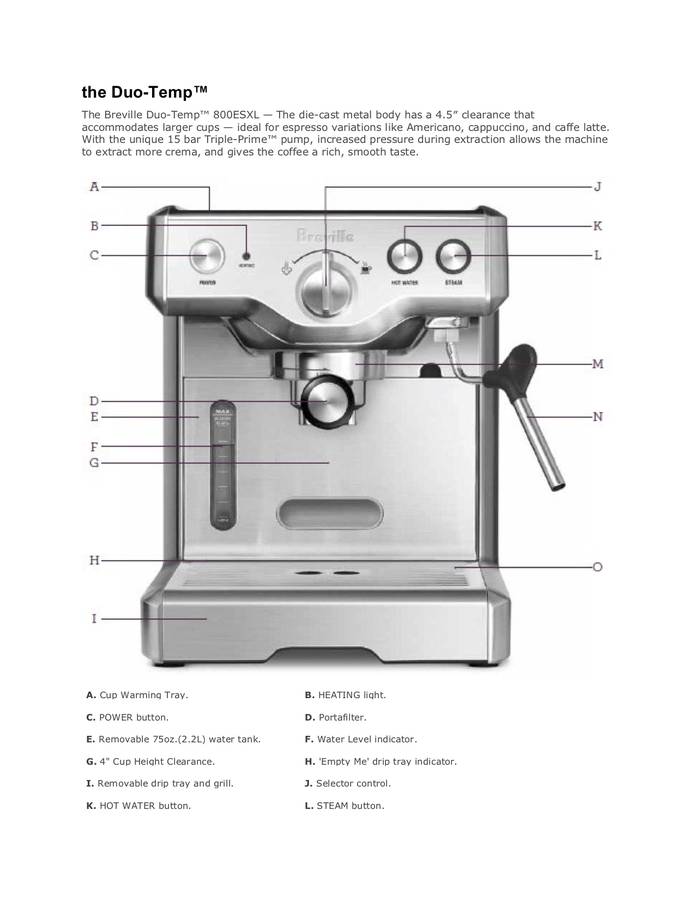 the Duo-Temp™
The Breville Duo-Temp™ 800ESXL — The die-cast metal body has a 4.5” clearance that
accommodates larger cups — ideal for espresso variations like Americano, cappuccino, and caffe latte.
With the unique 15 bar Triple-Prime™ pump, increased pressure during extraction allows the machine
to extract more crema, and gives the coffee a rich, smooth taste.
A
J
B
K
Breville
C
L
HEATING
POWER
HOT WATER
STEAM
M
D
MAX
E
N
F
G
H
O
I
A. Cup Warming Tray.
B. HEATING light.
C. POWER button.
D. Portafilter.
E. Removable 75oz.(2.2L) water tank.
F. Water Level indicator.
G. 4" Cup Height Clearance.
H. 'Empty Me' drip tray indicator.
I. Removable drip tray and grill.
J. Selector control.
K. HOT WATER button.
L. STEAM button.